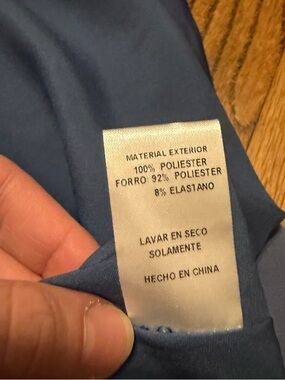 MATERIAL EXTERIOR
100% POLIESTER
FORRO 92% POLIESTER
8% ELASTANO
LAVAR EN SECO
SOLAMENTE
HECHO EN CHINA